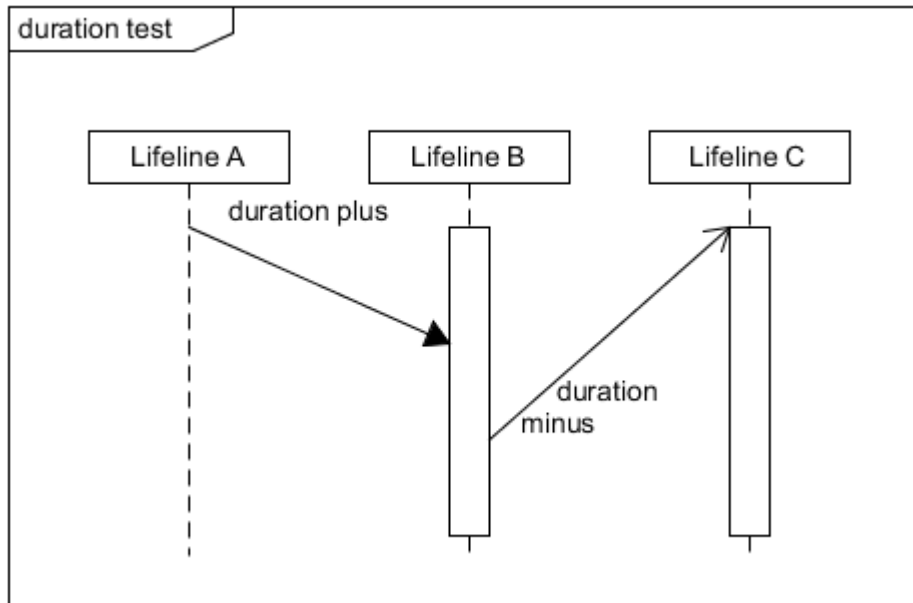 duration test
Lifeline A
Lifeline B
Lifeline C
duration plus
duration
minus